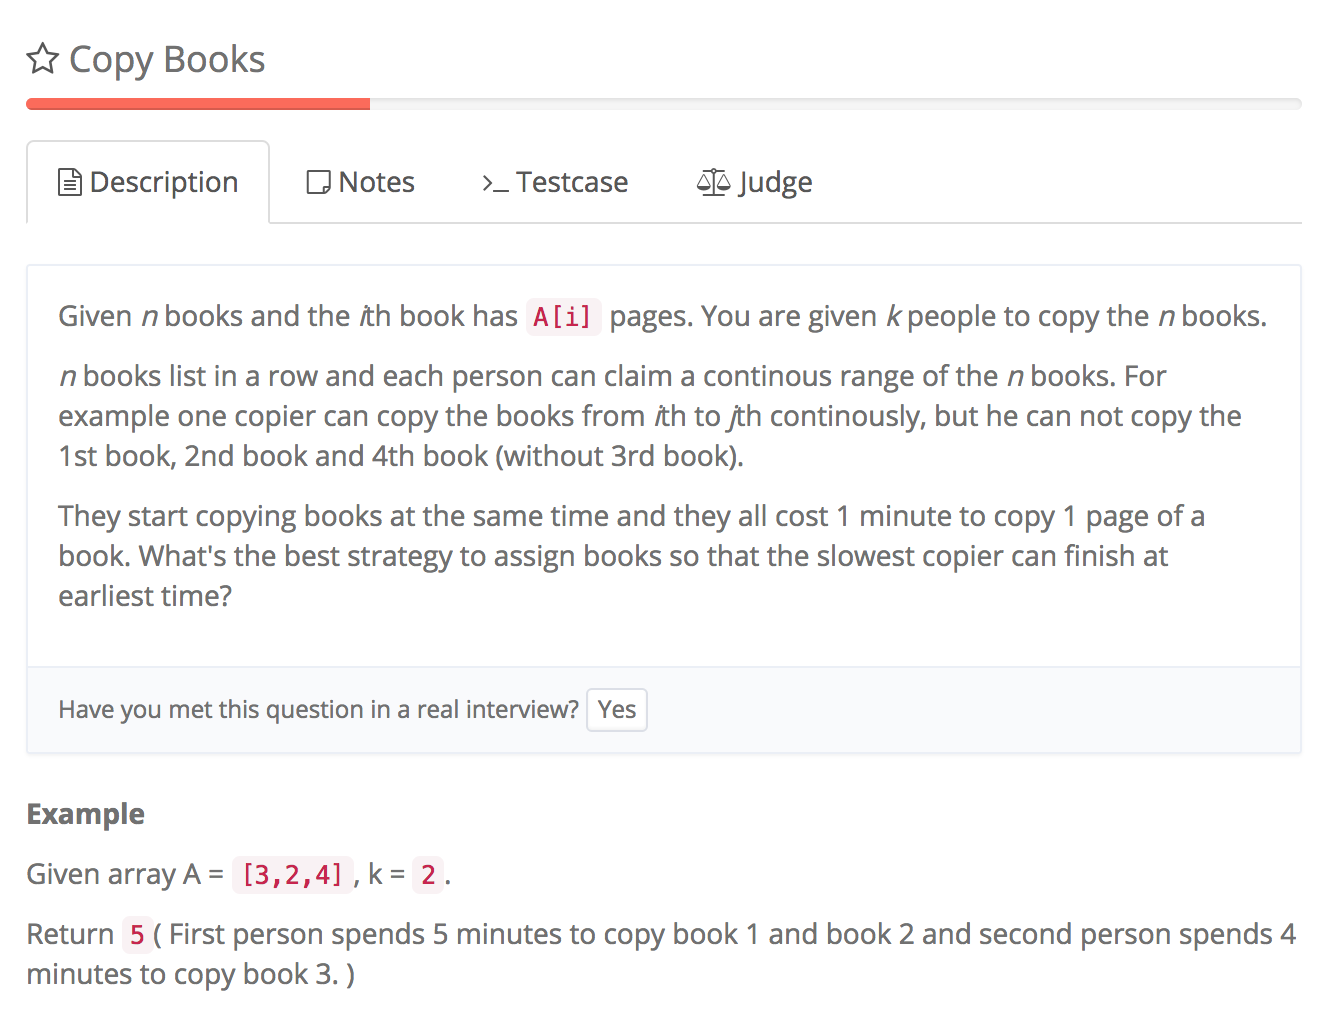 Copy Books
Description Notes Testcase Judge
Given n books and the ith book has A[i] pages. You are given k people to copy the n books.
n books list in a row and each person can claim a continous range of the n books. For
example one copier can copy the books from ith to jth continously, but he can not copy the
1st book, 2nd book and 4th book (without 3rd book).
They start copying books at the same time and they all cost 1 minute to copy 1 page of a
book. What's the best strategy to assign books so that the slowest copier can finish at
earliest time?
Have you met this question in a real interview? Yes
Example
Given array A = [3,2,4] , k = 2 .
Return 5 ( First person spends 5 minutes to copy book 1 and book 2 and second person spends 4
minutes to copy book 3. )